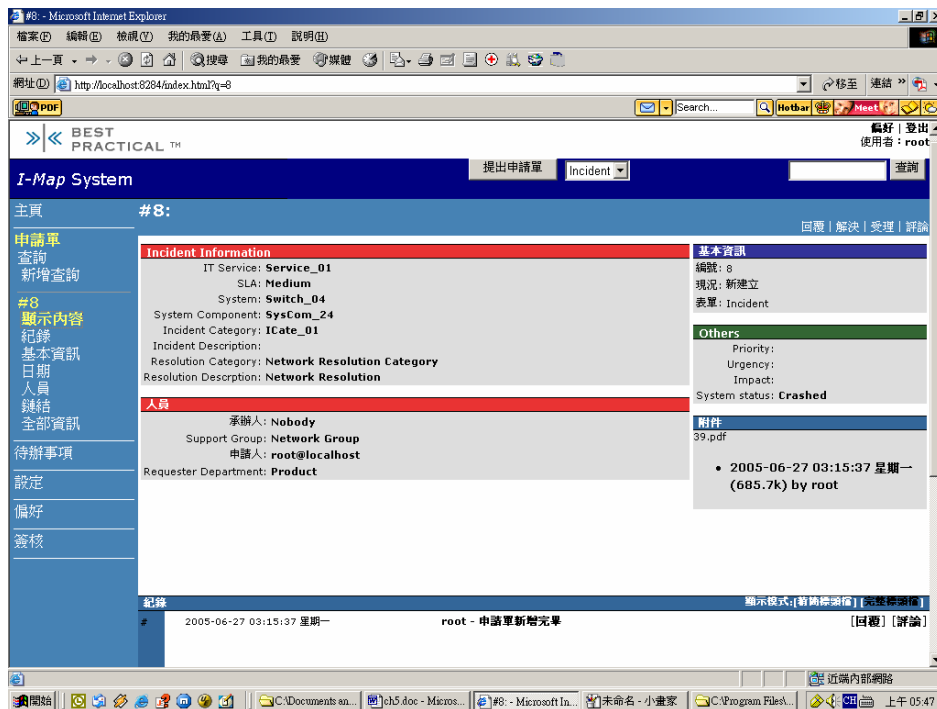 #8: - Microsoft Internet Explorer
檔案(F) 編輯(E) 檢視(V) 我的最愛(A) 工具(T) 說明(H)
上一頁 搜尋 我的最愛 媒體
網址(D) http://localhost:8284/index.html?q=8 移至 連結 »
PDF Search... Hotbar Meet
BEST PRACTICAL TM
偏好 | 登出
使用者：root
I-Map System 提出申請單 Incident 查詢
主頁
#8:
回覆 | 解決 | 受理 | 評論
申請單
查詢
新增查詢
#8
顯示內容
紀錄
基本資訊
日期
人員
鏈結
全部資訊
待辦事項
設定
偏好
簽核
Incident Information
IT Service: Service_01
SLA: Medium
System: Switch_04
System Component: SysCom_24
Incident Category: ICate_01
Incident Description:
Resolution Category: Network Resolution Category
Resolution Descrption: Network Resolution
人員
承辦人: Nobody
Support Group: Network Group
申請人: root@localhost
Requester Department: Product
基本資訊
編號: 8
現況: 新建立
表單: Incident
Others
Priority:
Urgency:
Impact:
System status: Crashed
附件
39.pdf
• 2005-06-27 03:15:37 星期一 (685.7k) by root
紀錄 顯示模式:[著簡標頭檔] [完整標頭檔]
# 2005-06-27 03:15:37 星期一 root - 申請單新增完畢 [回覆] [評論]
近端內部網路
開始 C:\Documents an... ch5.doc - Micros... #8: - Microsoft In... 未命名 - 小畫家 C:\Program Files\... CH 上午 05:47